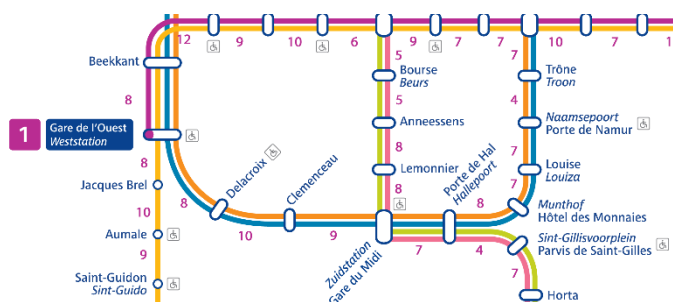 12
9
10
6
9
7
7
10
7
1
Beekkant
5
Bourse
Beurs
7
Trône
Troon
8
5
4
1
Gare de l'Ouest
Weststation
Anneessens
Naamsepoort
Porte de Namur
8
8
7
Jacques Brel
8
Delacroix
Clemenceau
Lemonnier
Porte de Hal
Hallepoort
Louise
Louiza
10
8
8
7
Munthof
Hôtel des Monnaies
Aumale
10
9
Zuidstation
Gare du Midi
7
4
Sint-Gillisvoorplein
Parvis de Saint-Gilles
9
Saint-Guidon
Sint-Guido
7
Horta